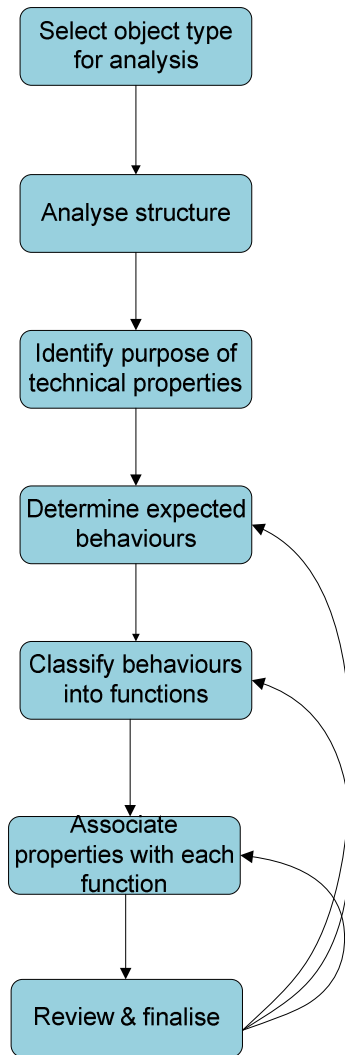 Select object type
for analysis
Analyse structure
Identify purpose of
technical properties
Determine expected
behaviours
Classify behaviours
into functions
Associate
properties with each
function
Review & finalise